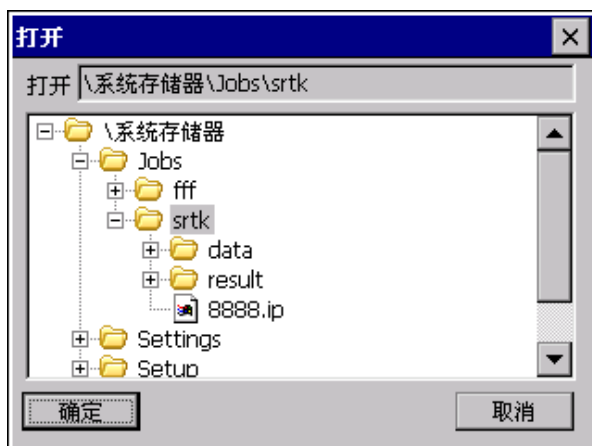 打开
打开 \系统存储器\Jobs\srtk
\系统存储器
Jobs
fff
srtk
data
result
8888.ip
Settings
Setup
确定 取消